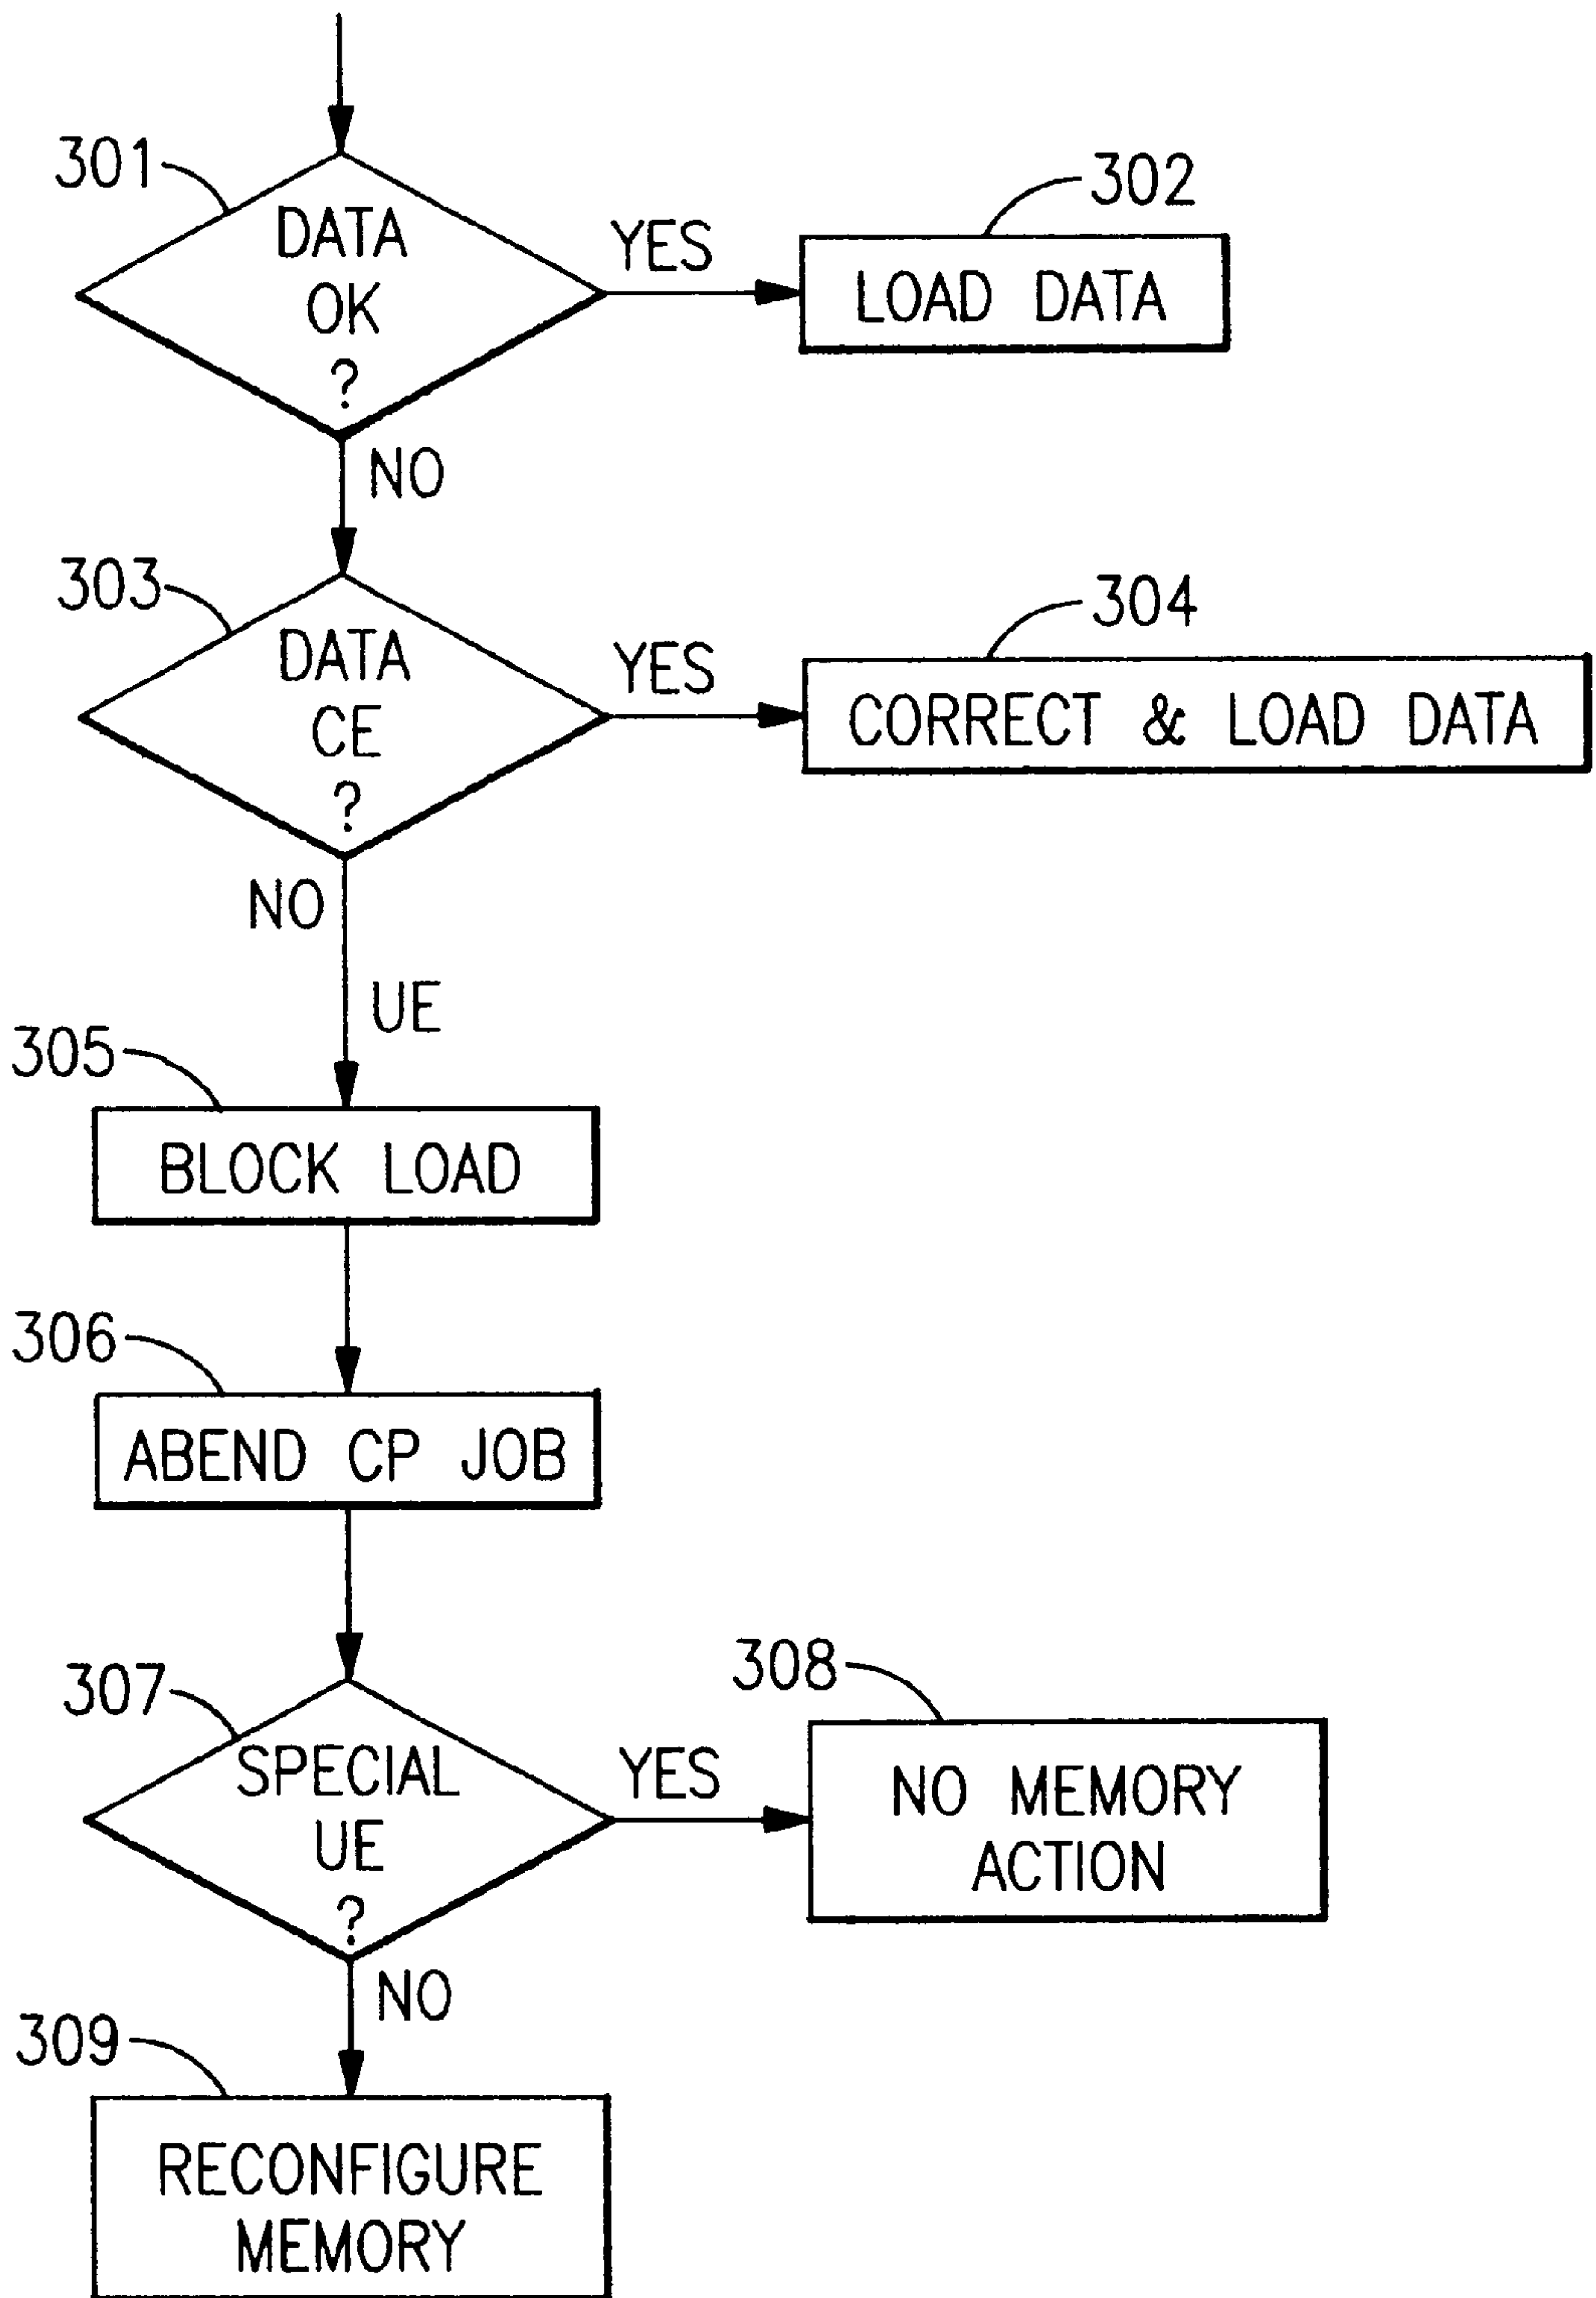 301
DATA
OK
?
YES
302
LOAD DATA
NO
303
DATA
CE
?
YES
304
CORRECT & LOAD DATA
NO
UE
305
BLOCK LOAD
306
ABEND CP JOB
307
SPECIAL
UE
?
YES
308
NO MEMORY
ACTION
NO
309
RECONFIGURE
MEMORY